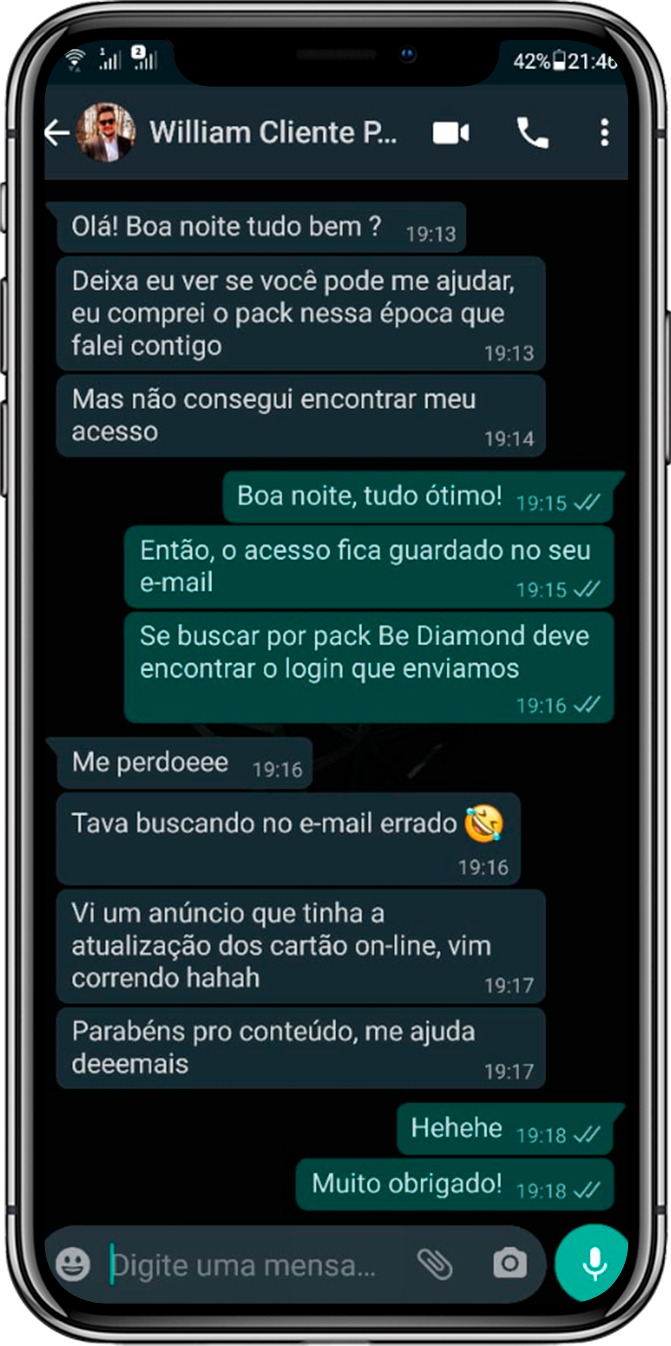 1 2 42% 21:46
William Cliente P...
Olá! Boa noite tudo bem ? 19:13
Deixa eu ver se você pode me ajudar,
eu comprei o pack nessa época que
falei contigo 19:13
Mas não consegui encontrar meu
acesso 19:14
Boa noite, tudo ótimo! 19:15
Então, o acesso fica guardado no seu
e-mail 19:15
Se buscar por pack Be Diamond deve
encontrar o login que enviamos
19:16
Me perdoeee 19:16
Tava buscando no e-mail errado 🤣
19:16
Vi um anúncio que tinha a
atualização dos cartão on-line, vim
correndo hahah 19:17
Parabéns pro conteúdo, me ajuda
deeemais 19:17
Hehehe 19:18
Muito obrigado! 19:18
Digite uma mensa...